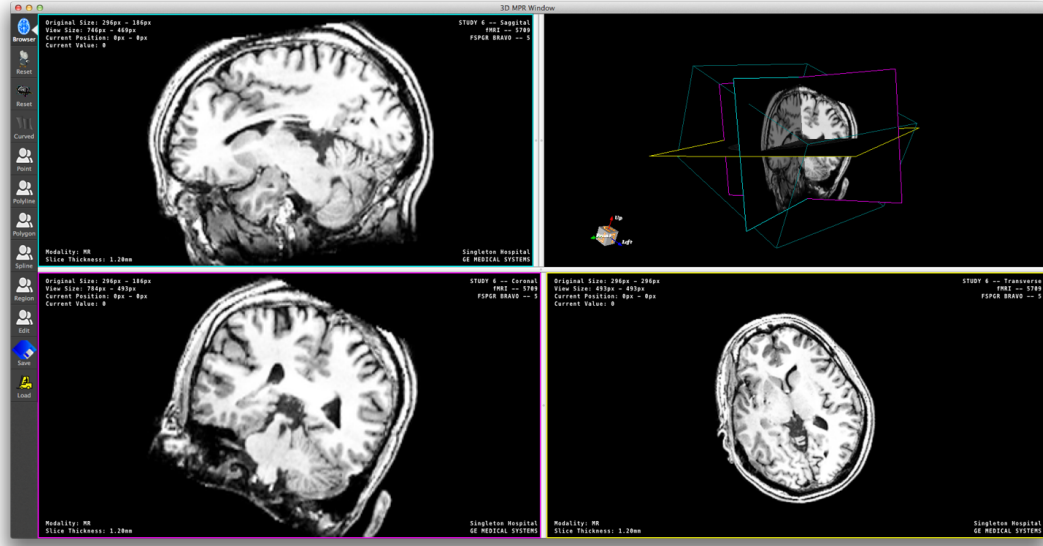 3D MPR Window
Browser
Reset
Reset
Curved
Point
Polyline
Polygon
Spline
Region
Edit
Save
Load
Original Size: 296px - 186px
View Size: 746px - 469px
Current Position: 0px - 0px
Current Value: 0
STUDY 6 -- Saggital
fMRI -- 5709
FSPGR BRAVO -- 5
Modality: MR
Slice Thickness: 1.20mm
Singleton Hospital
GE MEDICAL SYSTEMS
Up
Left
Original Size: 296px - 186px
View Size: 784px - 493px
Current Position: 0px - 0px
Current Value: 0
STUDY 6 -- Coronal
fMRI -- 5709
FSPGR BRAVO -- 5
Modality: MR
Slice Thickness: 1.20mm
Singleton Hospital
GE MEDICAL SYSTEMS
Original Size: 296px - 296px
View Size: 493px - 493px
Current Position: 0px - 0px
Current Value: 0
STUDY 6 -- Transverse
fMRI -- 5709
FSPGR BRAVO -- 5
Modality: MR
Slice Thickness: 1.20mm
Singleton Hospital
GE MEDICAL SYSTEMS